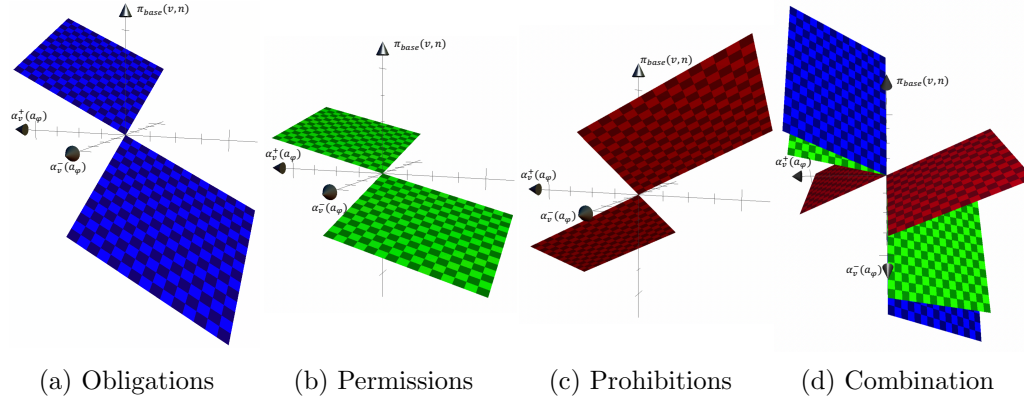 π_base(v,n)
α_v^+(a_φ)
α_v^-(a_φ)
π_base(v,n)
α_v^+(a_φ)
α_v^-(a_φ)
π_base(v,n)
α_v^+(a_φ)
α_v^-(a_φ)
π_base(v,n)
α_v^+(a_φ)
α_v^-(a_φ)
(a) Obligations
(b) Permissions
(c) Prohibitions
(d) Combination